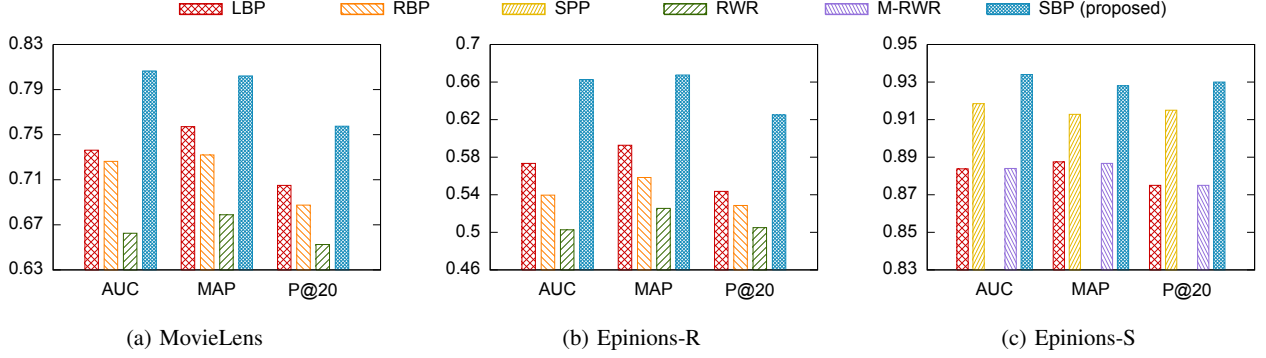 LBP RBP SPP RWR M-RWR SBP (proposed)
0.83
0.79
0.75
0.71
0.67
0.63
AUC MAP P@20
(a) MovieLens
0.7
0.66
0.62
0.58
0.54
0.5
0.46
AUC MAP P@20
(b) Epinions-R
0.95
0.93
0.91
0.89
0.87
0.85
0.83
AUC MAP P@20
(c) Epinions-S